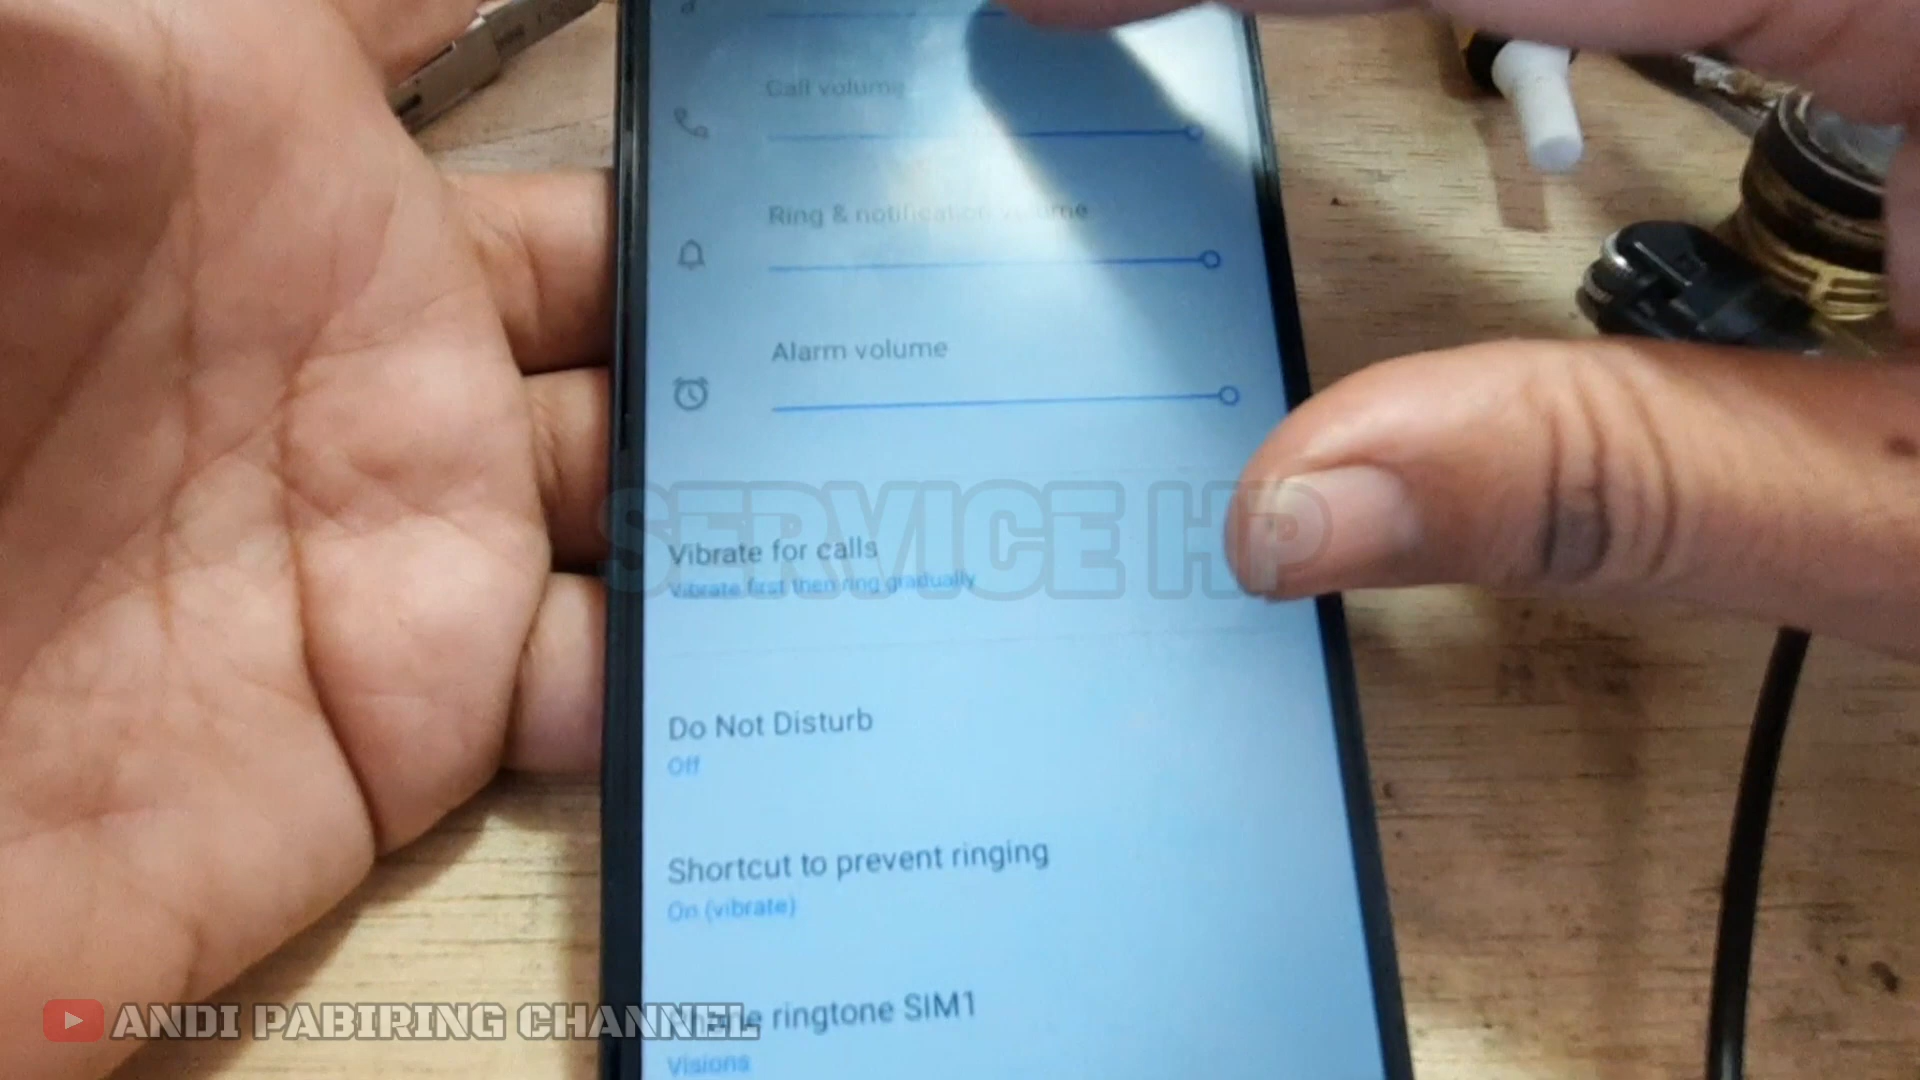 Call volume
Ring & notification volume
Alarm volume
SERVICE HP
Vibrate for calls
Vibrate first then ring gradually
Do Not Disturb
Off
Shortcut to prevent ringing
On (vibrate)
Phone ringtone SIM1
ANDI PABIRING CHANNEL
Visions